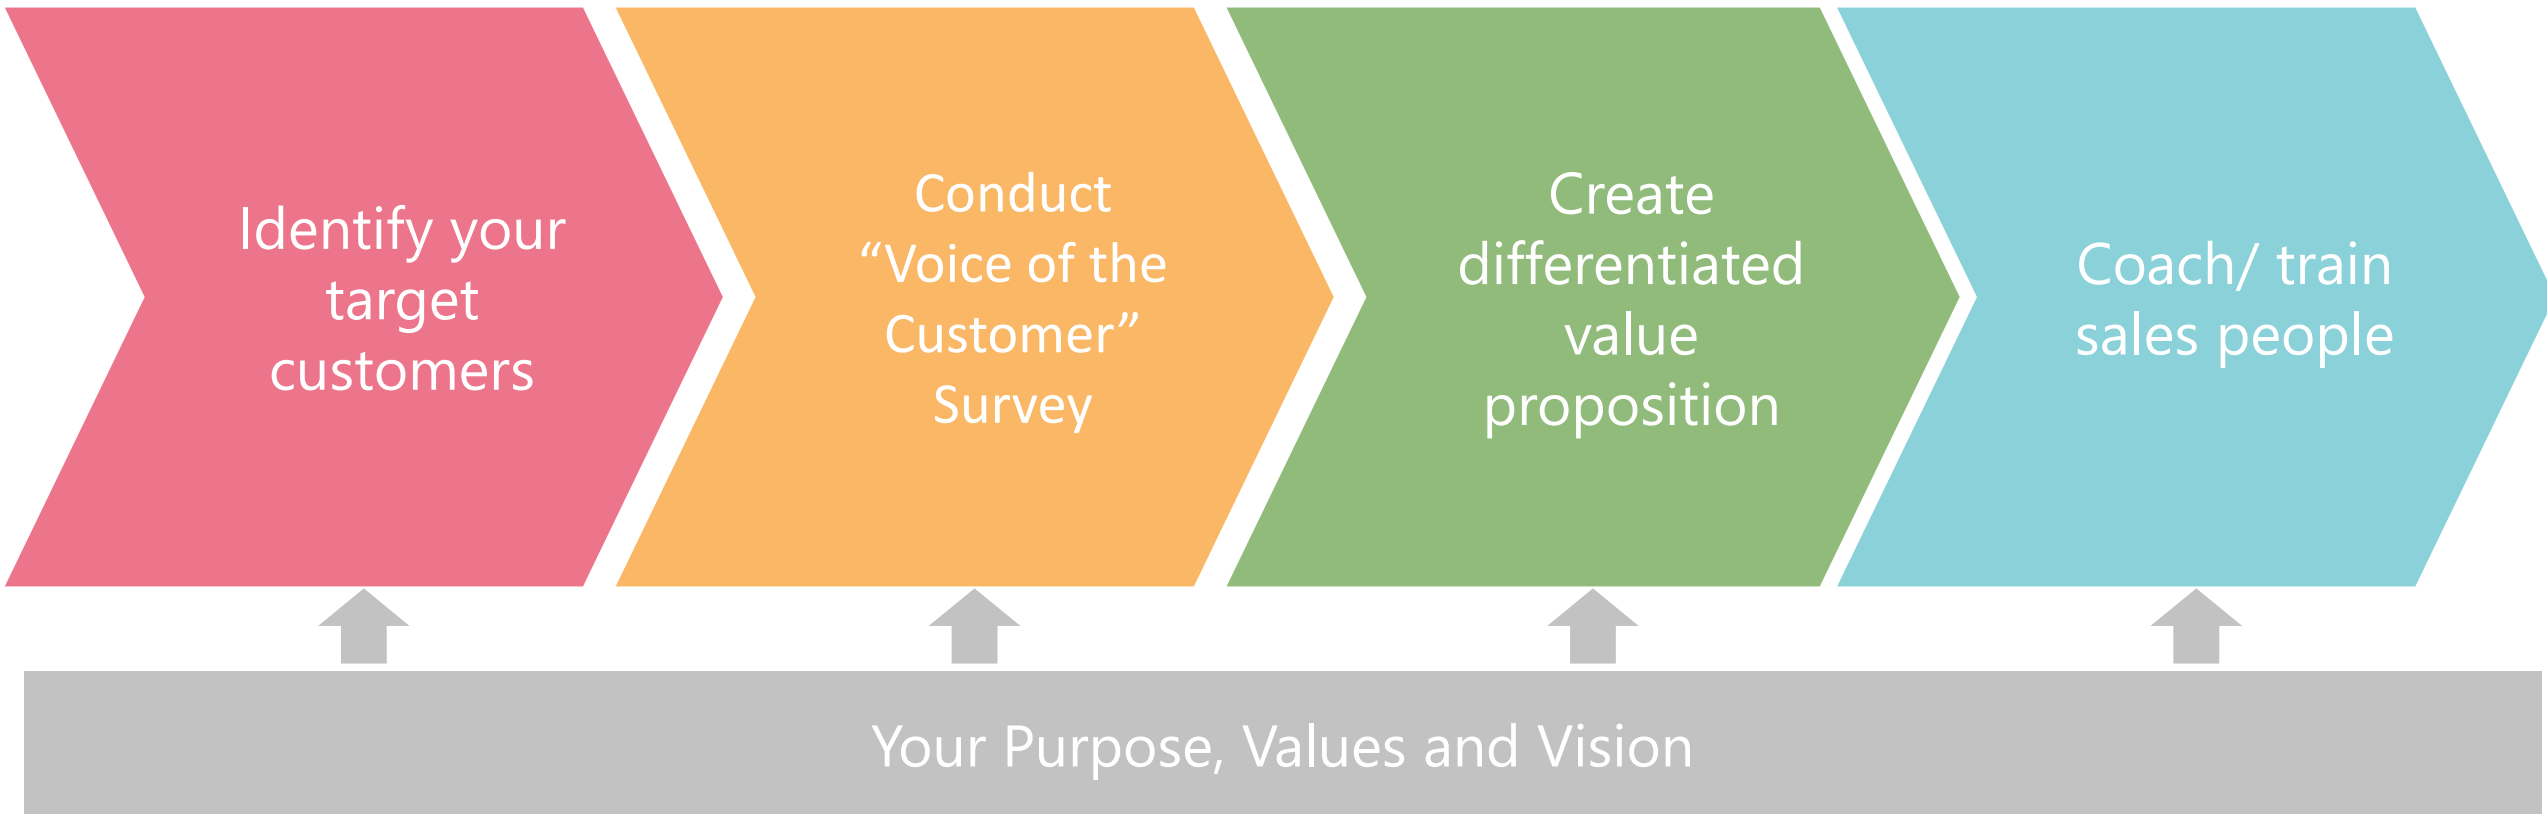 Identify your
target
customers
Conduct
“Voice of the
Customer”
Survey
Create
differentiated
value
proposition
Coach/ train
sales people
Your Purpose, Values and Vision